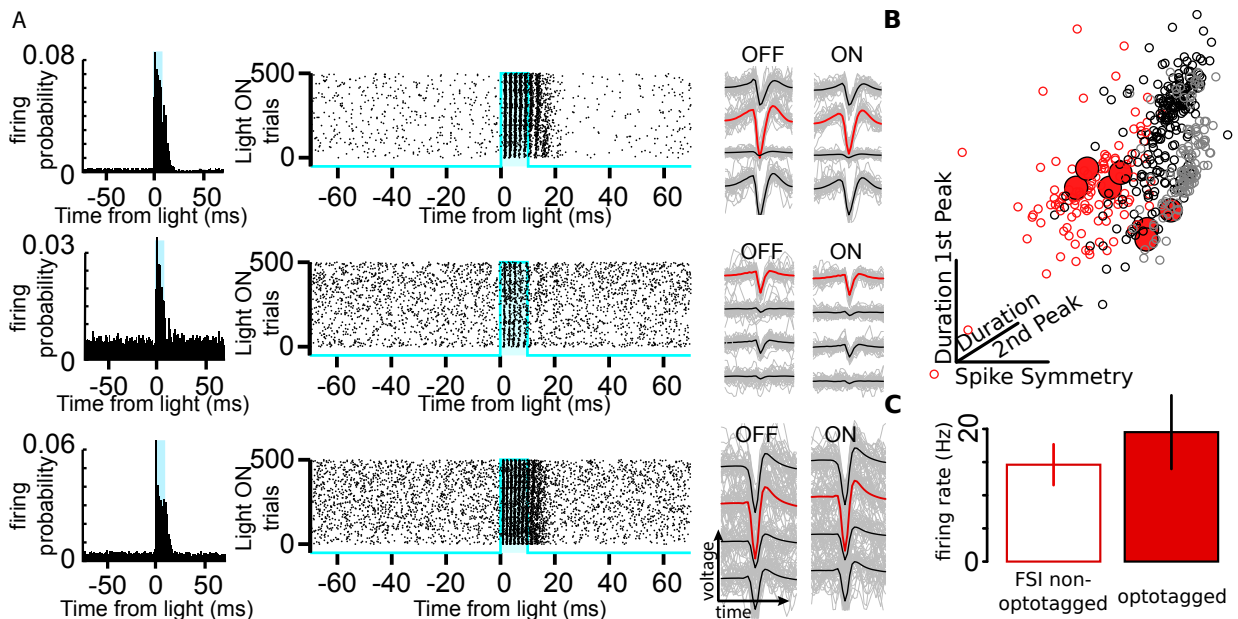 A
0.08
firing
probability
0
-50 0 50
Time from light (ms)
Light ON
trials
500
0
-60 -40 -20 0 20 40 60
Time from light (ms)
OFF ON
0.03
firing
probability
0
-50 0 50
Time from light (ms)
Light ON
trials
500
0
-60 -40 -20 0 20 40 60
Time from light (ms)
OFF ON
0.06
firing
probability
0
-50 0 50
Time from light (ms)
Light ON
trials
500
0
-60 -40 -20 0 20 40 60
Time from light (ms)
OFF ON
voltage
time
B
Duration 1st Peak
Duration
2nd Peak
Spike Symmetry
C
firing rate (Hz)
20
0
FSI non-
optotagged
optotagged